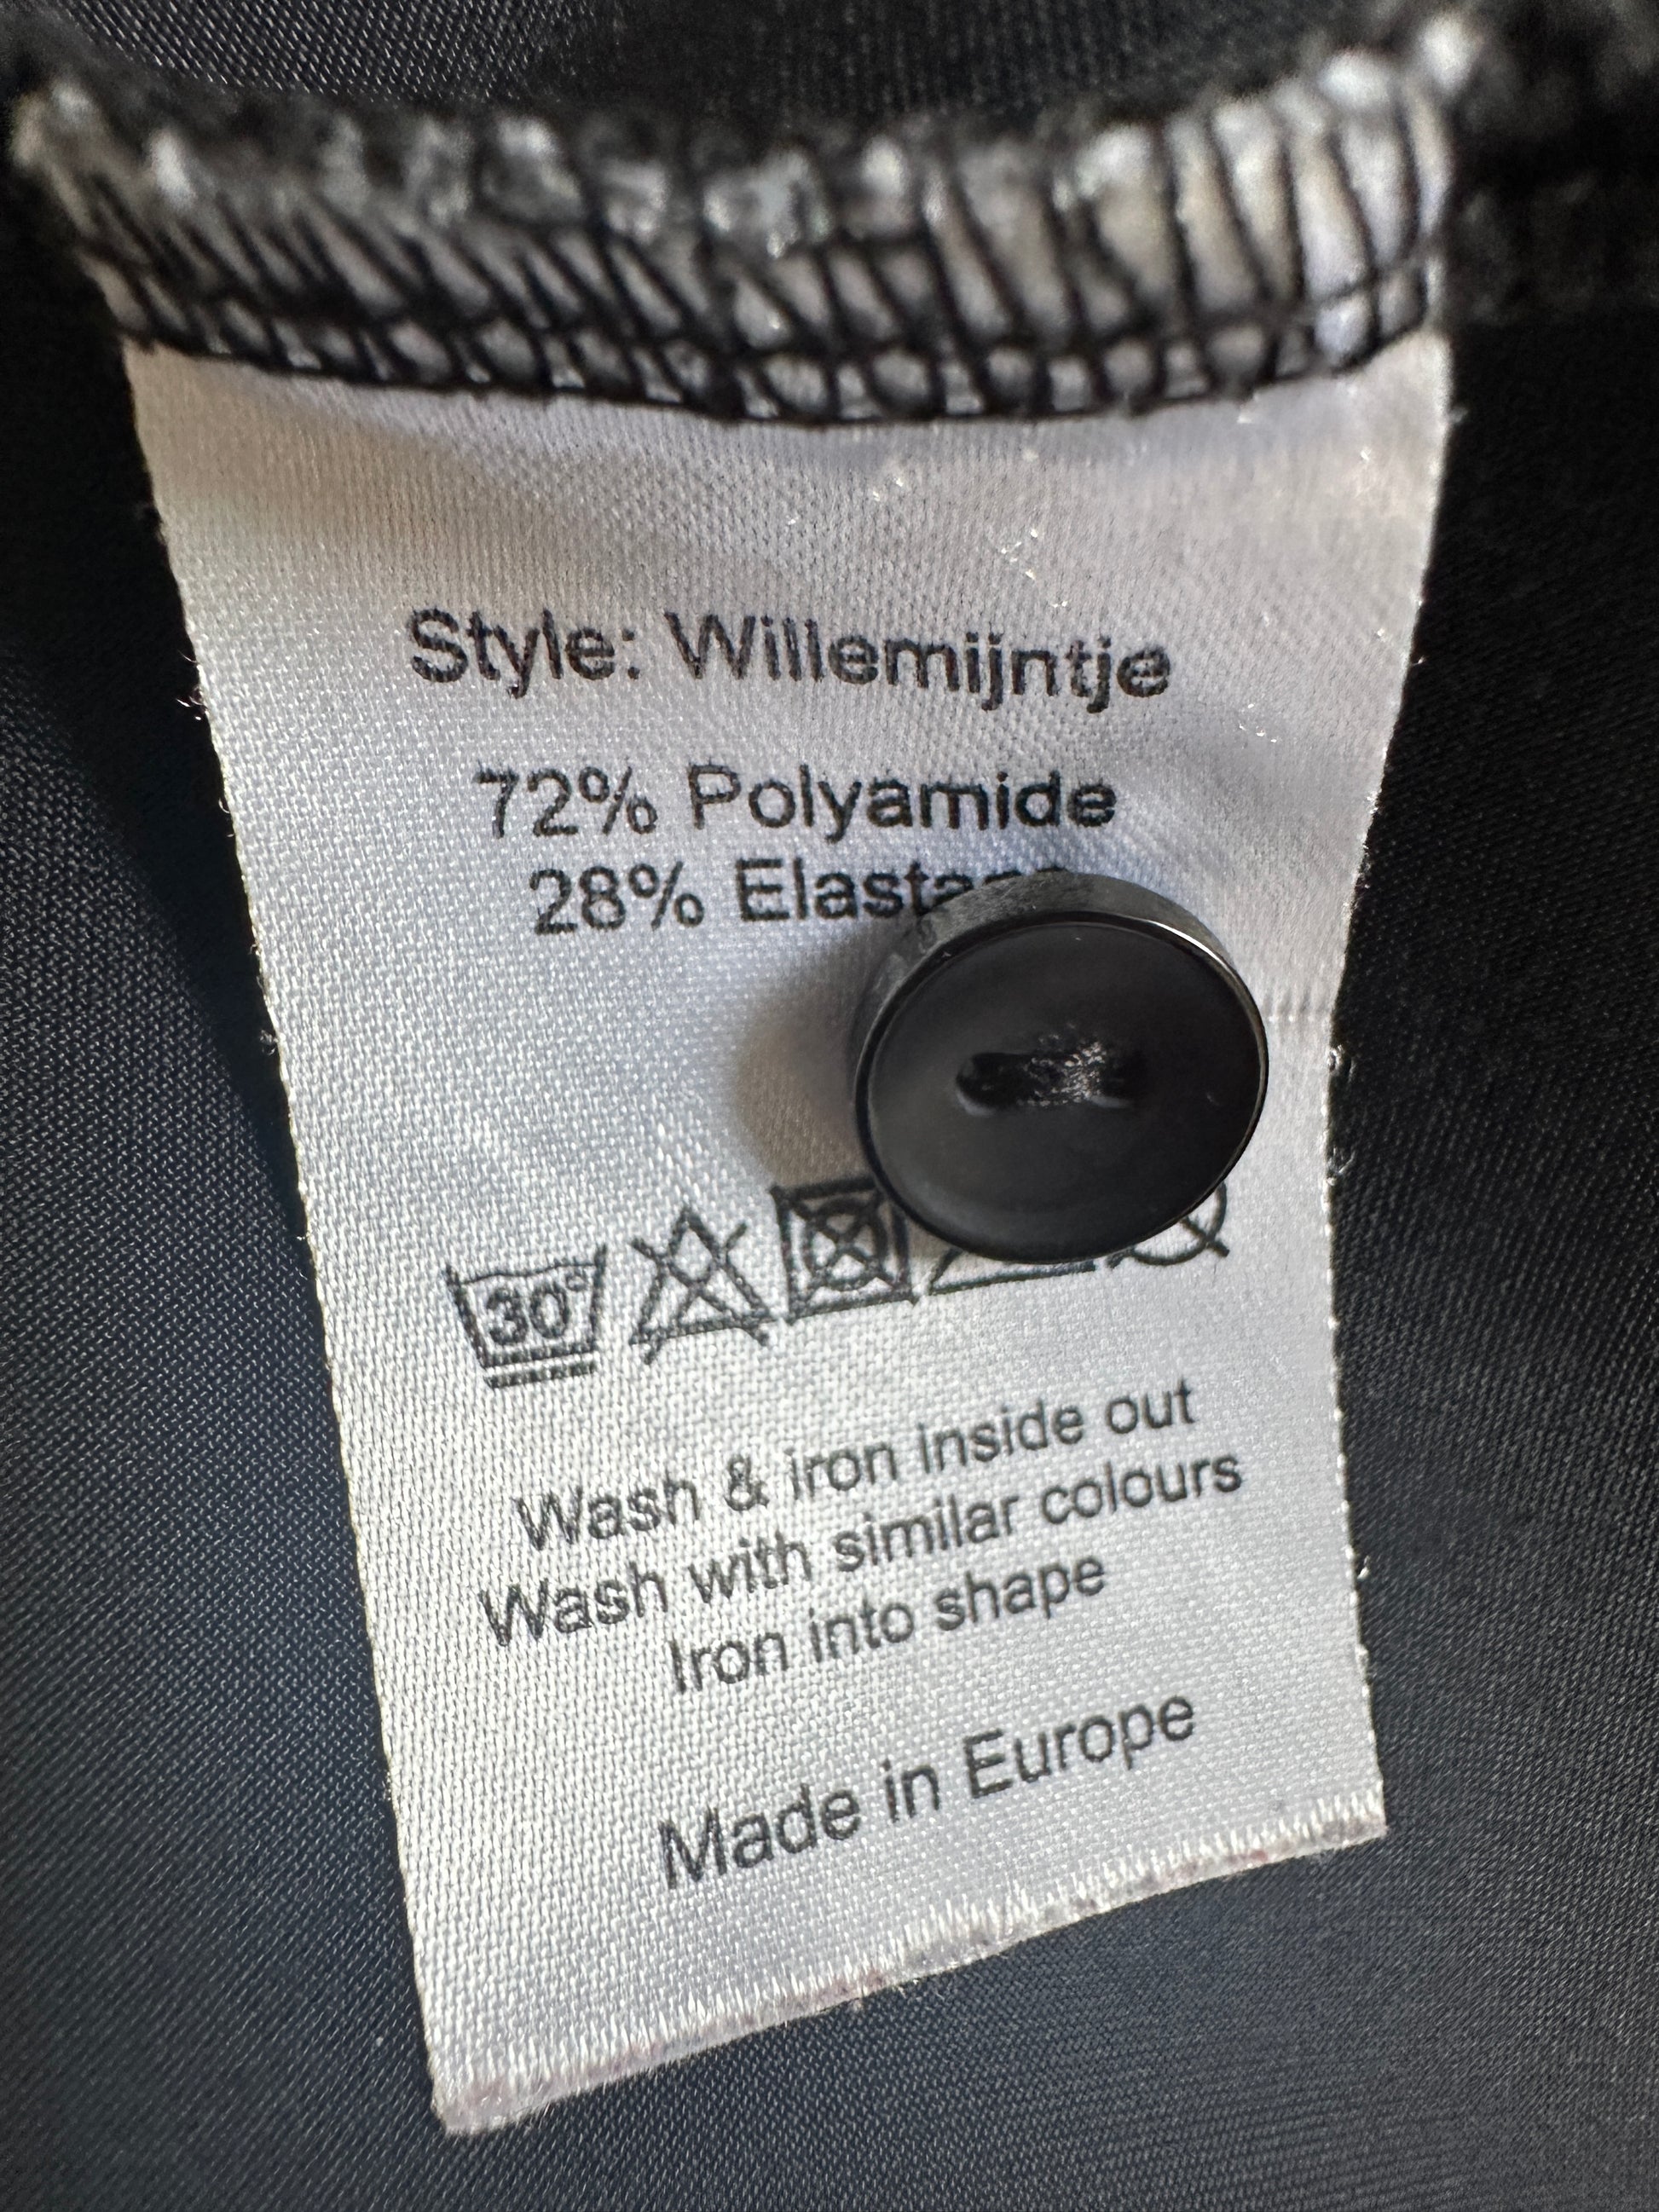 Style: Willemijntje
72% Polyamide
28% Elastane
30°
Wash & iron inside out
Wash with similar colours
Iron into shape
Made in Europe